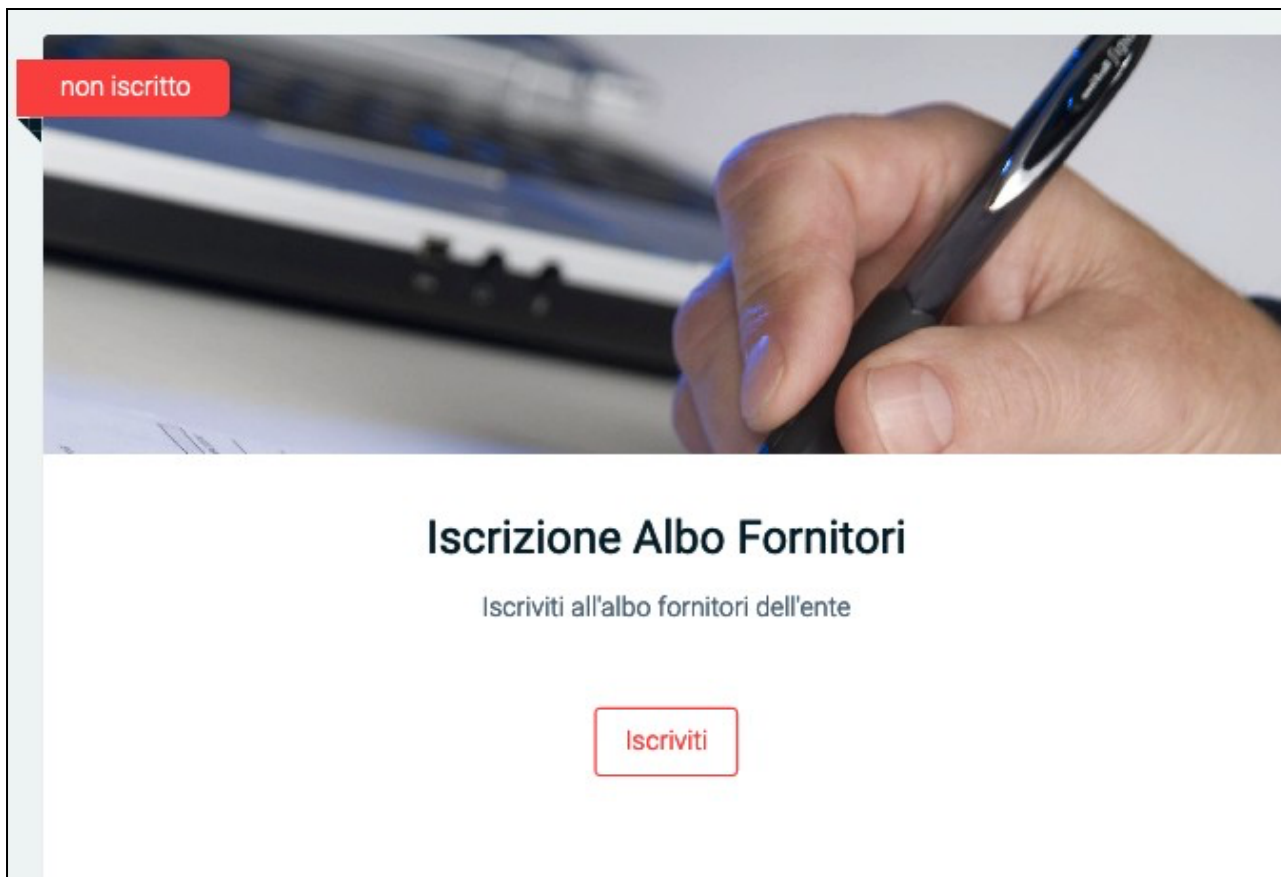 non iscritto
Iscrizione Albo Fornitori
Iscriviti all'albo fornitori dell'ente
Iscriviti